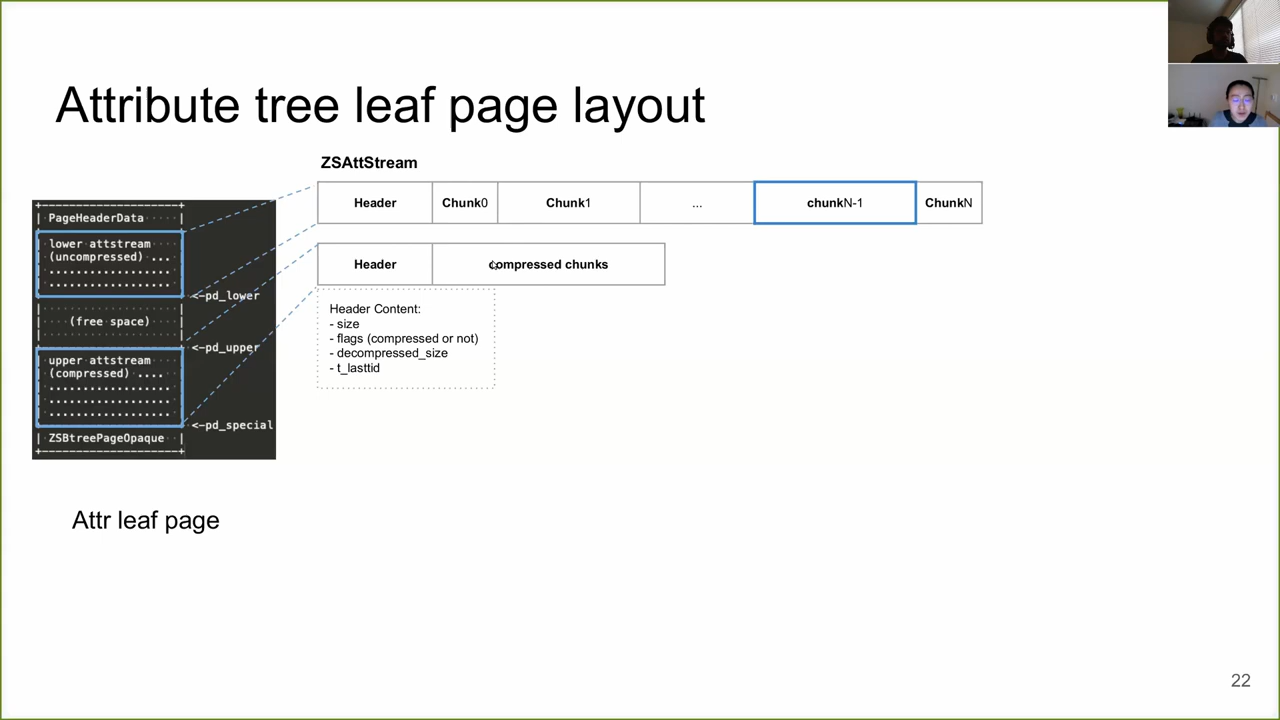 Attribute tree leaf page layout
ZSAttStream
Header Chunk0 Chunk1 ... chunkN-1 ChunkN
Header compressed chunks
Header Content:
- size
- flags (compressed or not)
- decompressed_size
- t_lasttid
PageHeaderData
lower attstream
(uncompressed) ...
<-pd_lower
(free space)
<-pd_upper
upper attstream
(compressed) ....
<-pd_special
ZSBtreePageOpaque
Attr leaf page
22